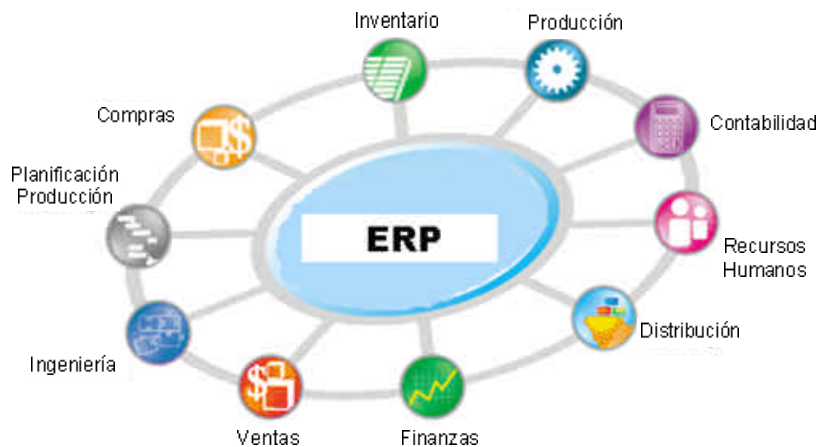 Inventario
Producción
Compras
Contabilidad
Planificación
Producción
ERP
Recursos
Humanos
Distribución
Ingeniería
Ventas
Finanzas
$
$